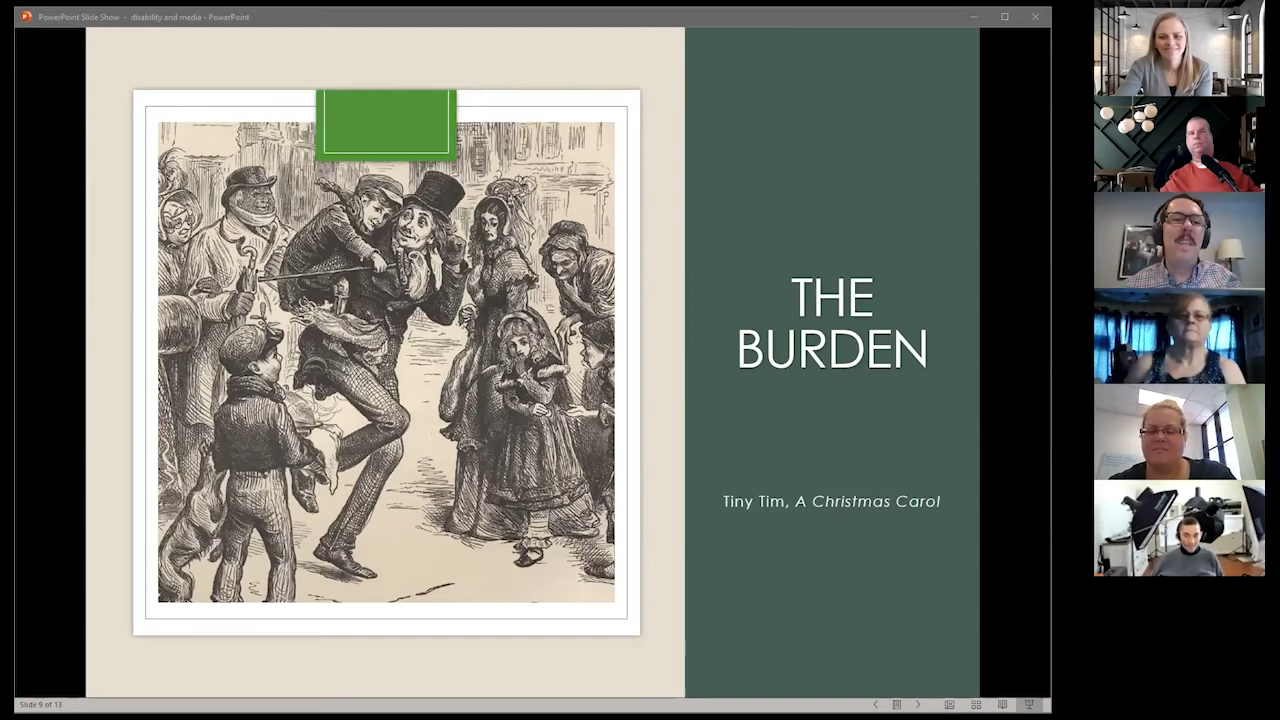 PowerPoint Slide Show - disability and media - PowerPoint
THE
BURDEN
Tiny Tim, A Christmas Carol
Slide 9 of 13